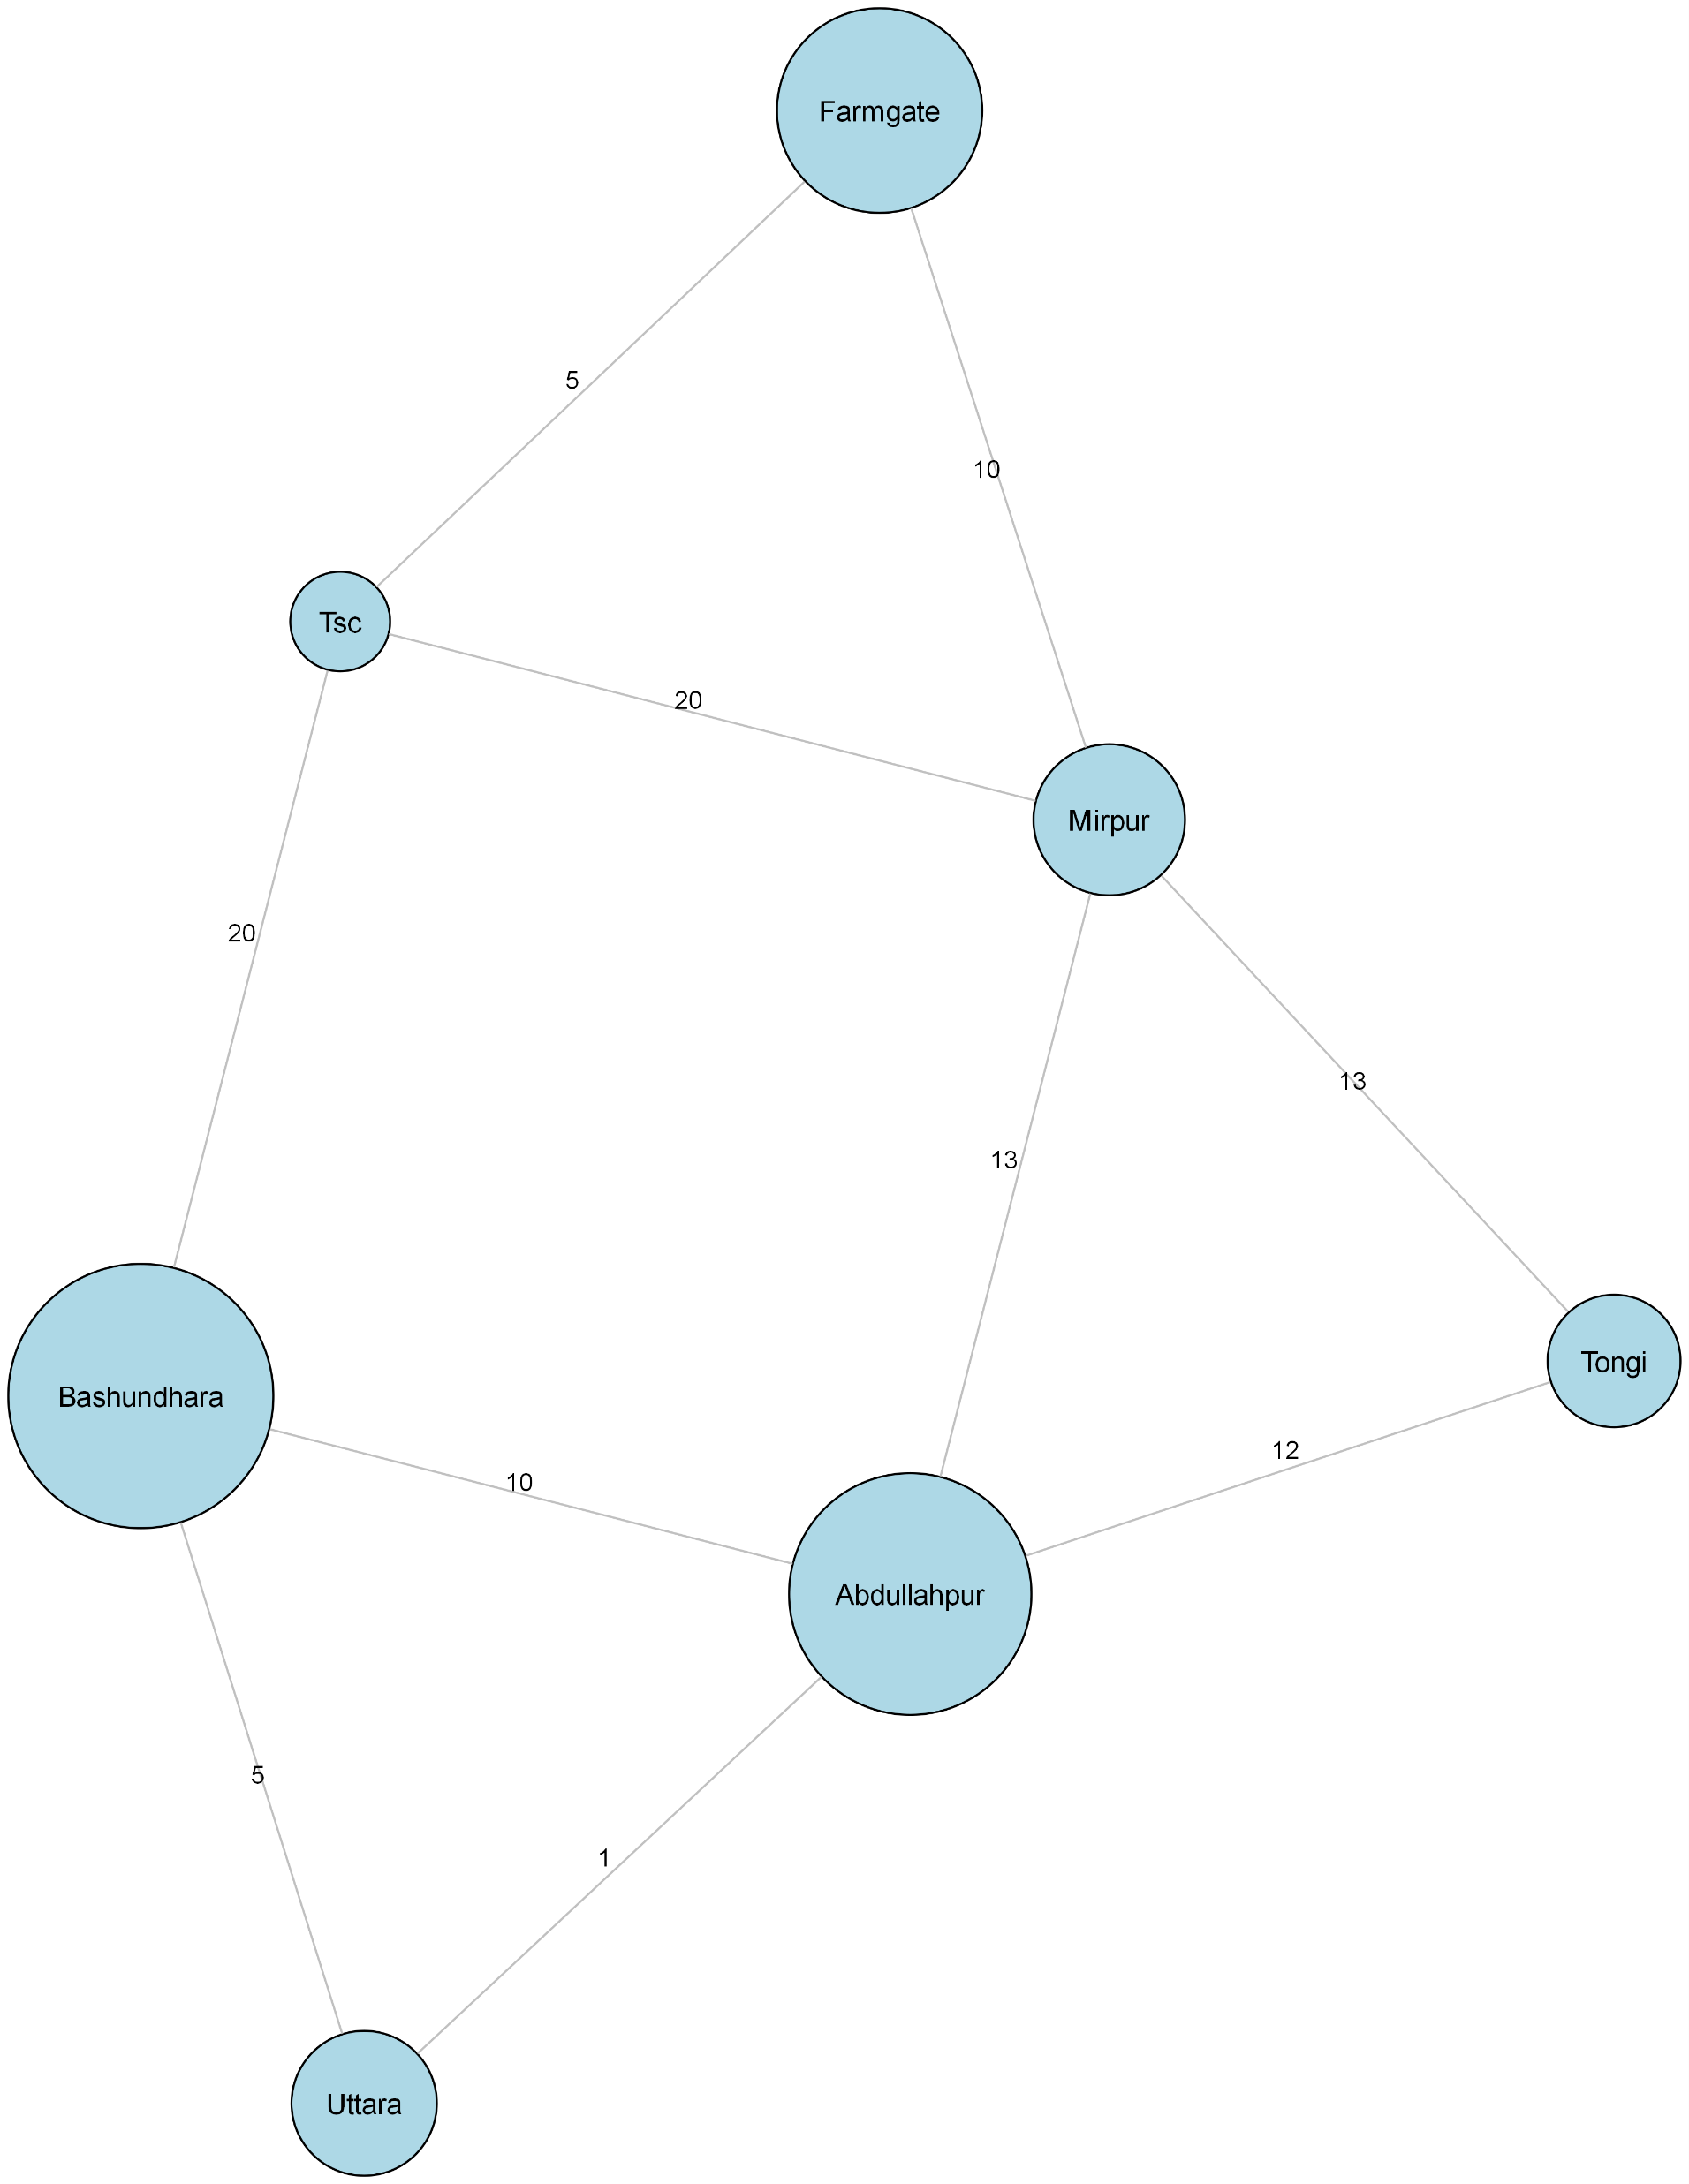 Farmgate
5
10
Tsc
20
Mirpur
20
13
13
Tongi
Bashundhara
12
10
Abdullahpur
5
1
Uttara